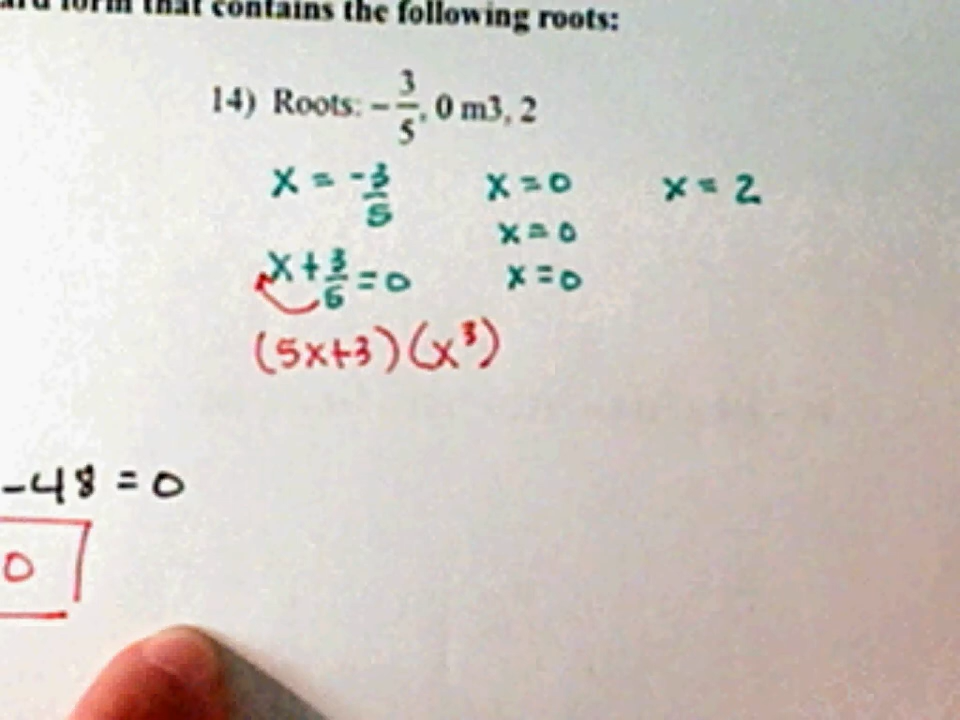 form that contains the following roots:
14) Roots: -3/5, 0 m3, 2
x = -3/5 x = 0 x = 2
x = 0
x + 3/5 = 0 x = 0
(5x+3)(x³)
-48 = 0
0